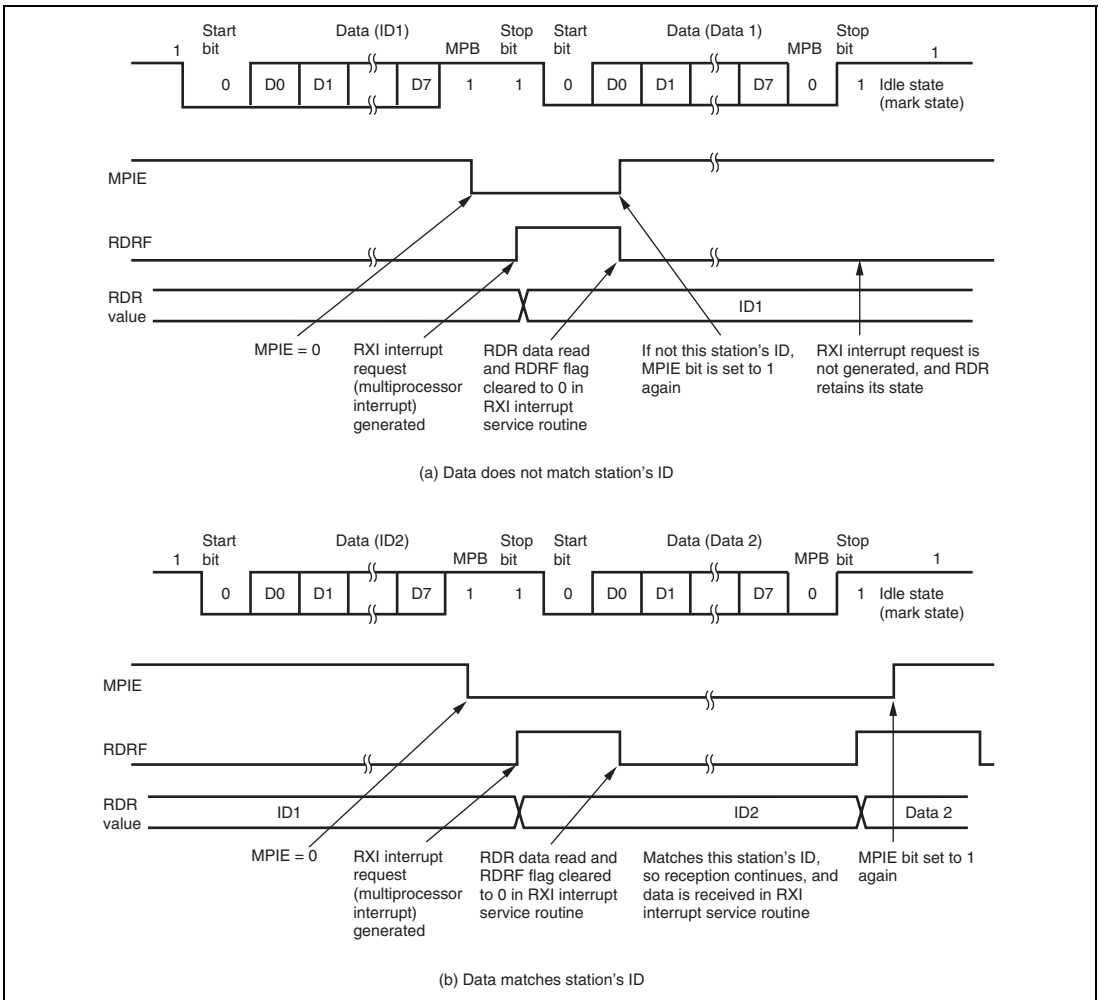 Start bit
Data (ID1)
MPB
Stop bit
Start bit
Data (Data 1)
MPB
Stop bit
1
1
0 D0 D1 D7 1 1 0 D0 D1 D7 0 1 Idle state (mark state)
MPIE
RDRF
RDR value
ID1
MPIE = 0
RXI interrupt
request
(multiprocessor
interrupt)
generated
RDR data read
and RDRF flag
cleared to 0 in
RXI interrupt
service routine
If not this station's ID,
MPIE bit is set to 1
again
RXI interrupt request is
not generated, and RDR
retains its state
(a) Data does not match station's ID
Start bit
Data (ID2)
MPB
Stop bit
Start bit
Data (Data 2)
MPB
Stop bit
1
1
0 D0 D1 D7 1 1 0 D0 D1 D7 0 1 Idle state (mark state)
MPIE
RDRF
RDR value
ID1
ID2
Data 2
MPIE = 0
RXI interrupt
request
(multiprocessor
interrupt)
generated
RDR data read and
RDRF flag cleared
to 0 in RXI interrupt
service routine
Matches this station's ID,
so reception continues, and
data is received in RXI
interrupt service routine
MPIE bit set to 1
again
(b) Data matches station's ID